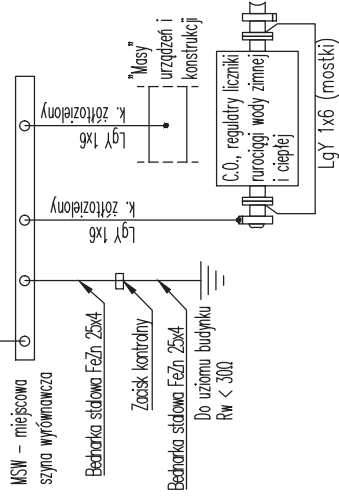 MSW – miejscowa
szyna wyrównawcza
Bednarka stalowa FeZn 25x4
Zacisk kontrolny
Bednarka stalowa FeZn 25x4
Do uziomu budynku
Rw < 30Ω
LgY 1x6
k. żółtozielony
LgY 1x6
k. żółtozielony
"Masy"
urządzeń i
konstrukcji
C.O., regulatry liczniki
rurociągi wody zimnej
i ciepłej
LgY 1x6 (mostki)